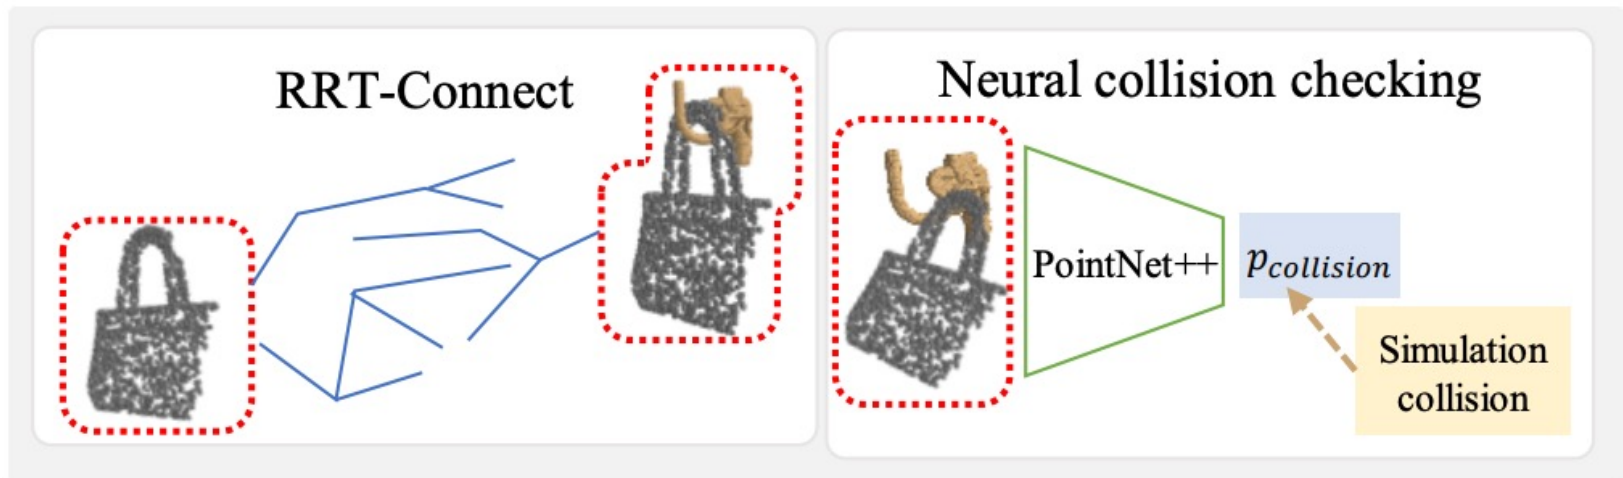 RRT-Connect
Neural collision checking
PointNet++
p_collision
Simulation
collision